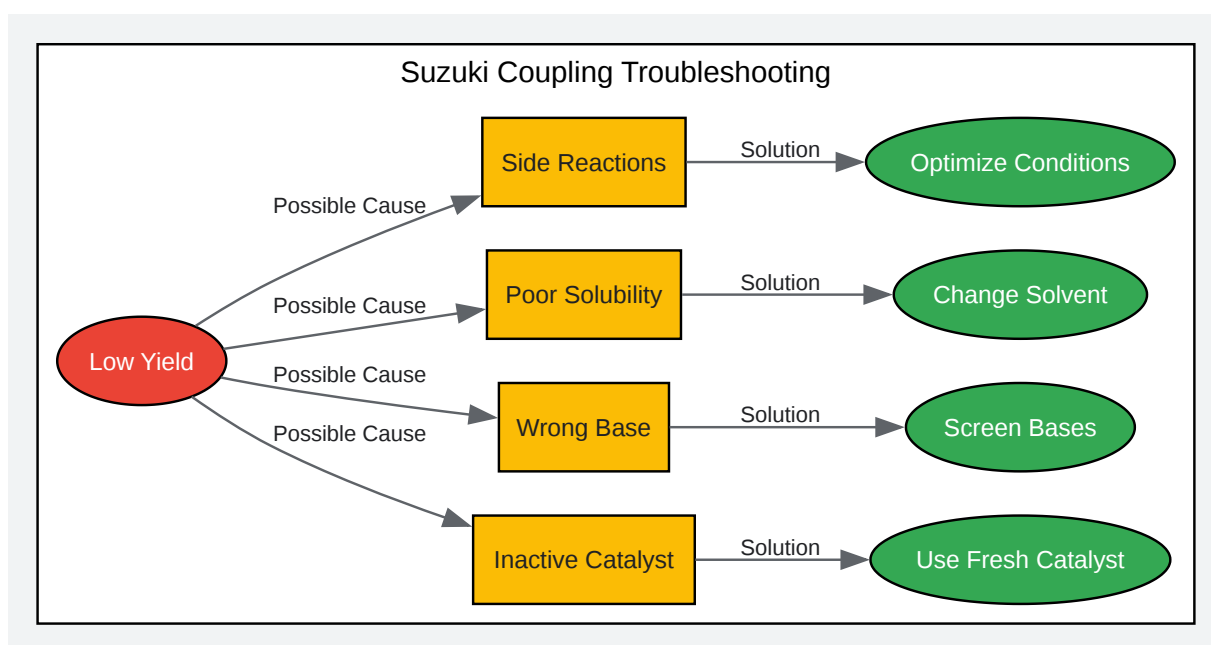 Suzuki Coupling Troubleshooting
Side Reactions
Solution
Optimize Conditions
Possible Cause
Poor Solubility
Solution
Change Solvent
Possible Cause
Low Yield
Possible Cause
Wrong Base
Solution
Screen Bases
Possible Cause
Inactive Catalyst
Solution
Use Fresh Catalyst